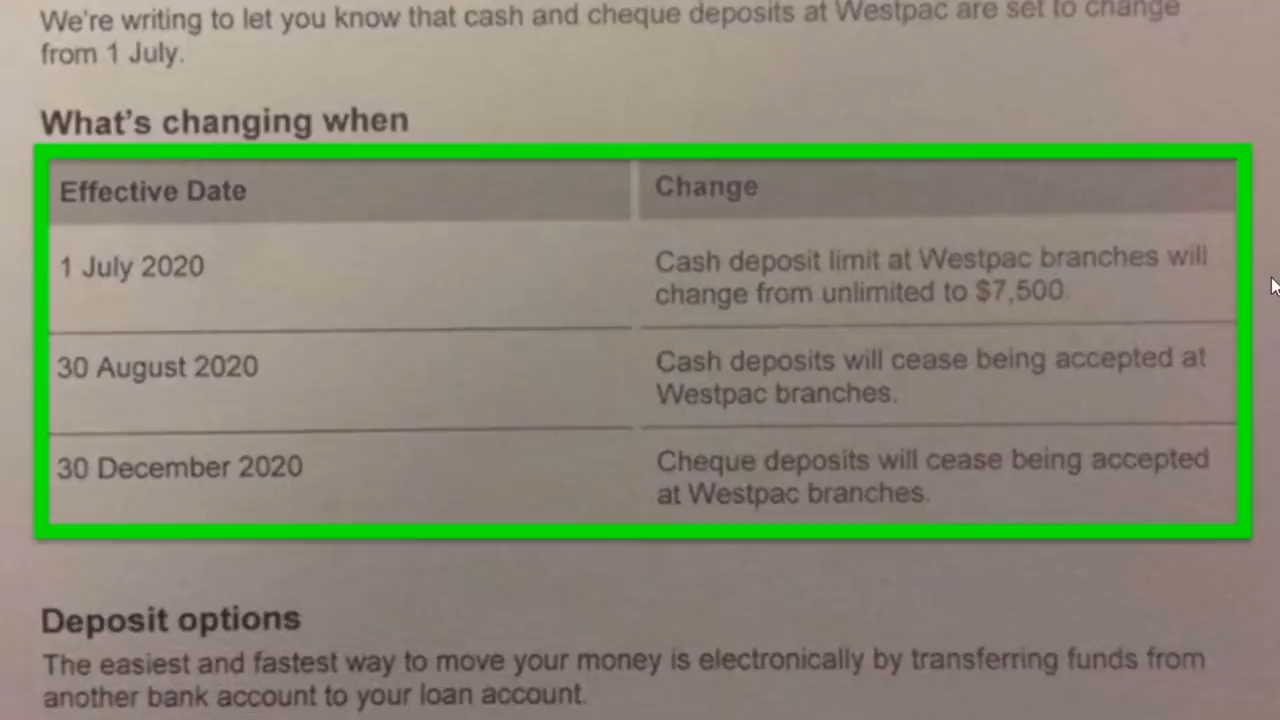 We're writing to let you know that cash and cheque deposits at Westpac are set to change
from 1 July.
What's changing when
Effective Date
Change
1 July 2020
Cash deposit limit at Westpac branches will
change from unlimited to $7,500.
30 August 2020
Cash deposits will cease being accepted at
Westpac branches.
30 December 2020
Cheque deposits will cease being accepted
at Westpac branches.
Deposit options
The easiest and fastest way to move your money is electronically by transferring funds from
another bank account to your loan account.